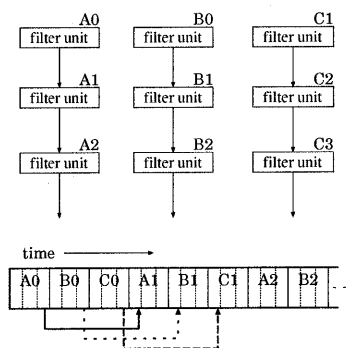 A0 B0 C1
filter unit filter unit filter unit
A1 B1 C2
filter unit filter unit filter unit
A2 B2 C3
filter unit filter unit filter unit
time
A0 B0 C0 A1 B1 C1 A2 B2